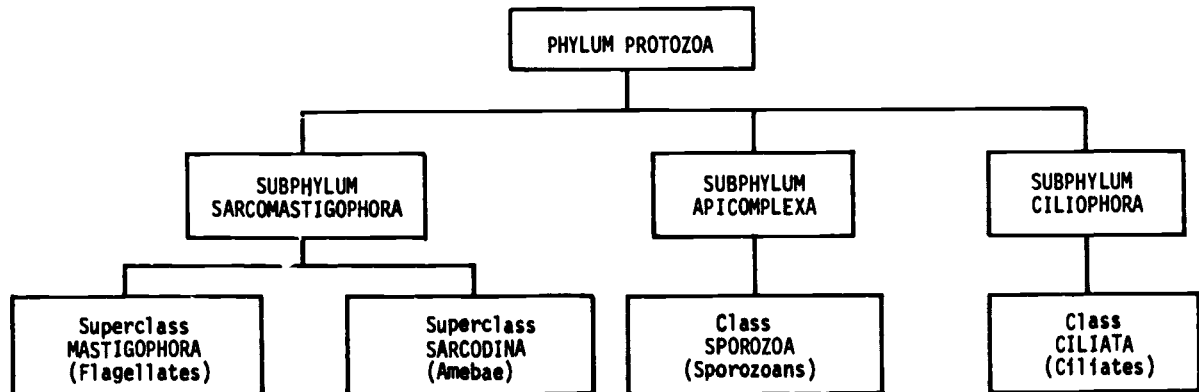 PHYLUM PROTOZOA
SUBPHYLUM
SARCOMASTIGOPHORA
SUBPHYLUM
APICOMPLEXA
SUBPHYLUM
CILIOPHORA
Superclass
MASTIGOPHORA
(Flagellates)
Superclass
SARCODINA
(Amebae)
Class
SPOROZOA
(Sporozoans)
Class
CILIATA
(Ciliates)